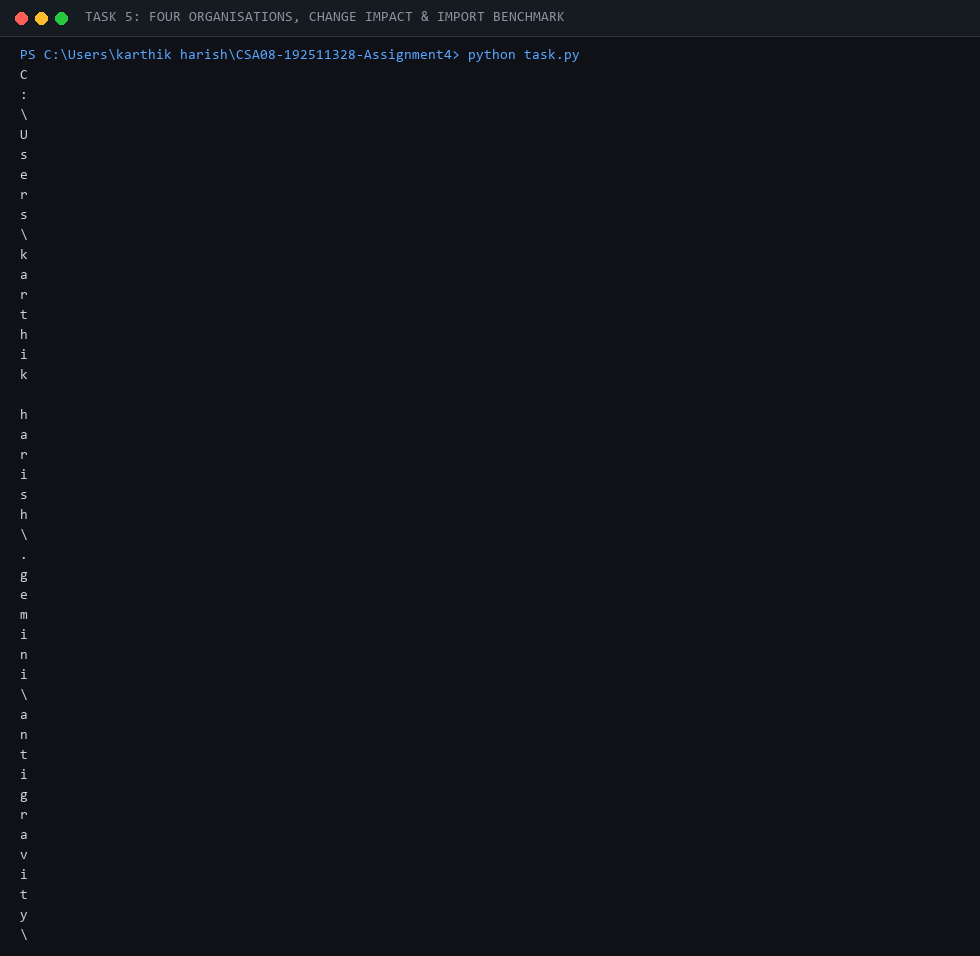 TASK 5: FOUR ORGANISATIONS, CHANGE IMPACT & IMPORT BENCHMARK
PS C:\Users\karthik harish\CSA08-192511328-Assignment4> python task.py
C
:
\
U
s
e
r
s
\
k
a
r
t
h
i
k

h
a
r
i
s
h
\
.
g
e
m
i
n
i
\
a
n
t
i
g
r
a
v
i
t
y
\